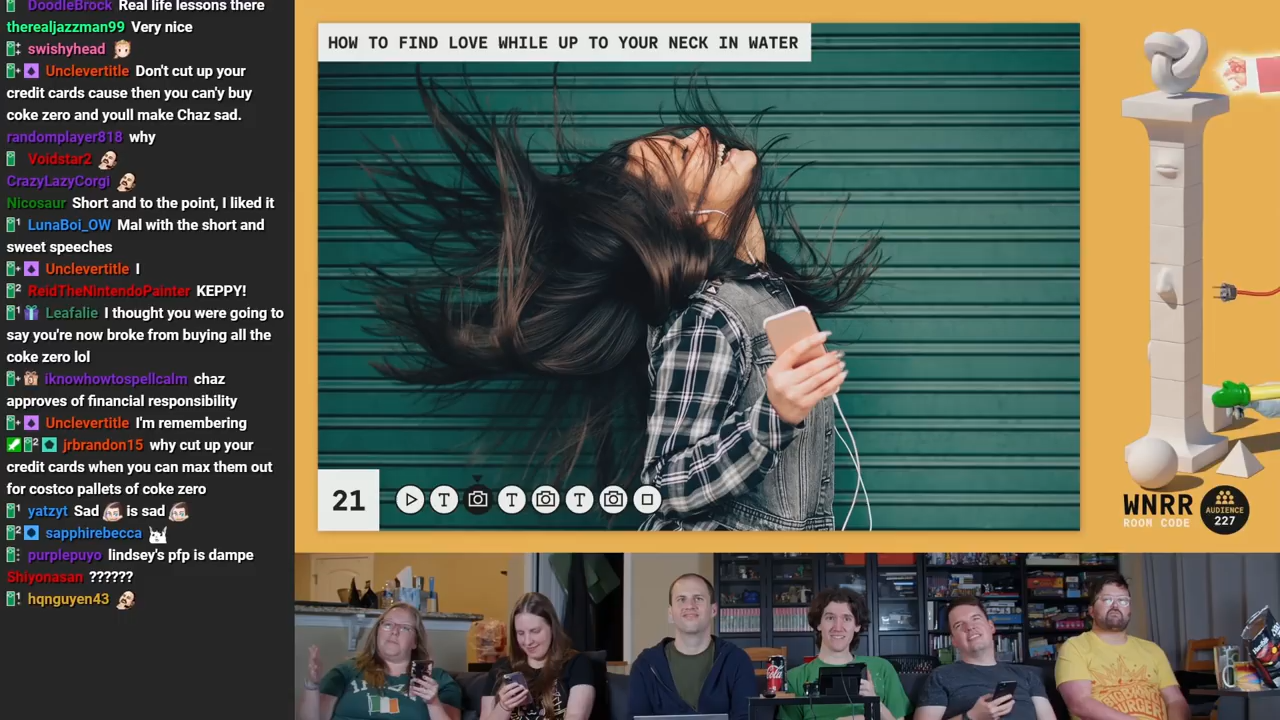 DoodleBrock Real life lessons there
therealjazzman99 Very nice
swishyhead
Unclevertitle Don't cut up your
credit cards cause then you can'y buy
coke zero and youll make Chaz sad.
randomplayer818 why
Voidstar2
CrazyLazyCorgi
Nicosaur Short and to the point, I liked it
LunaBoi_OW Mal with the short and
sweet speeches
Unclevertitle I
ReidTheNintendoPainter KEPPY!
Leafalie I thought you were going to
say you're now broke from buying all the
coke zero lol
iknowhowtospellcalm chaz
approves of financial responsibility
Unclevertitle I'm remembering
jrbrandon15 why cut up your
credit cards when you can max them out
for costco pallets of coke zero
yatzyt Sad is sad
sapphirebecca
purplepuyo lindsey's pfp is dampe
Shiyonasan ??????
hqnguyen43
HOW TO FIND LOVE WHILE UP TO YOUR NECK IN WATER
21
T
T
T
WNRR
ROOM CODE
AUDIENCE
227
BURGER